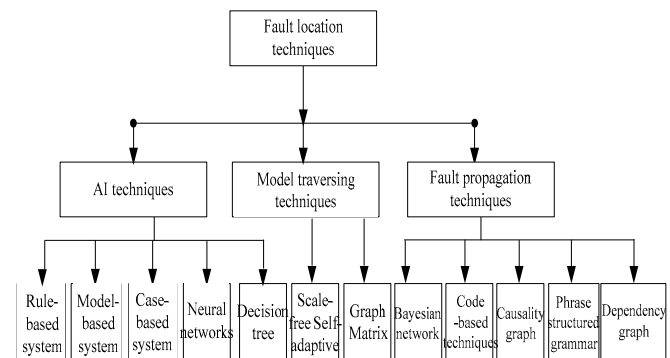 Fault location
techniques
AI techniques
Model traversing
techniques
Fault propagation
techniques
Rule-
based
system
Model-
based
system
Case-
based
system
Neural
networks
Decision
tree
Scale-
free Self-
adaptive
Graph
Matrix
Bayesian
network
Code
-based
techniques
Causality
graph
Phrase
structured
grammar
Dependency
graph